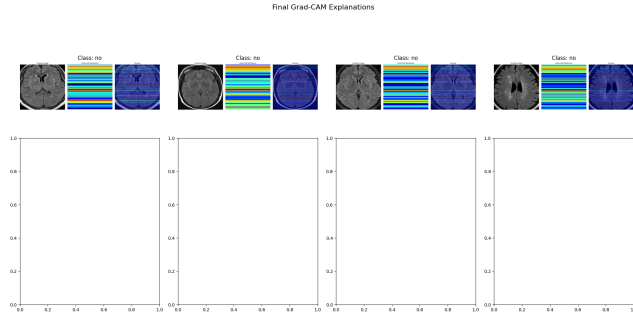 Final Grad-CAM Explanations
Class: no Class: no Class: no Class: no
1.0 1.0 1.0 1.0
0.8 0.8 0.8 0.8
0.6 0.6 0.6 0.6
0.4 0.4 0.4 0.4
0.2 0.2 0.2 0.2
0.0 0.0 0.0 0.0
0.0 0.2 0.4 0.6 0.8 1.0 0.0 0.2 0.4 0.6 0.8 1.0 0.0 0.2 0.4 0.6 0.8 1.0 0.0 0.2 0.4 0.6 0.8 1.0